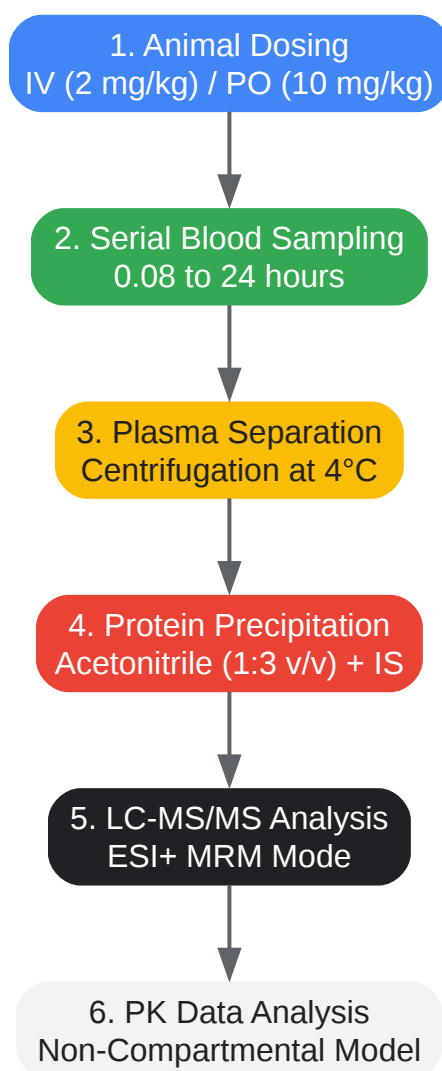 1. Animal Dosing
IV (2 mg/kg) / PO (10 mg/kg)
2. Serial Blood Sampling
0.08 to 24 hours
3. Plasma Separation
Centrifugation at 4°C
4. Protein Precipitation
Acetonitrile (1:3 v/v) + IS
5. LC-MS/MS Analysis
ESI+ MRM Mode
6. PK Data Analysis
Non-Compartmental Model